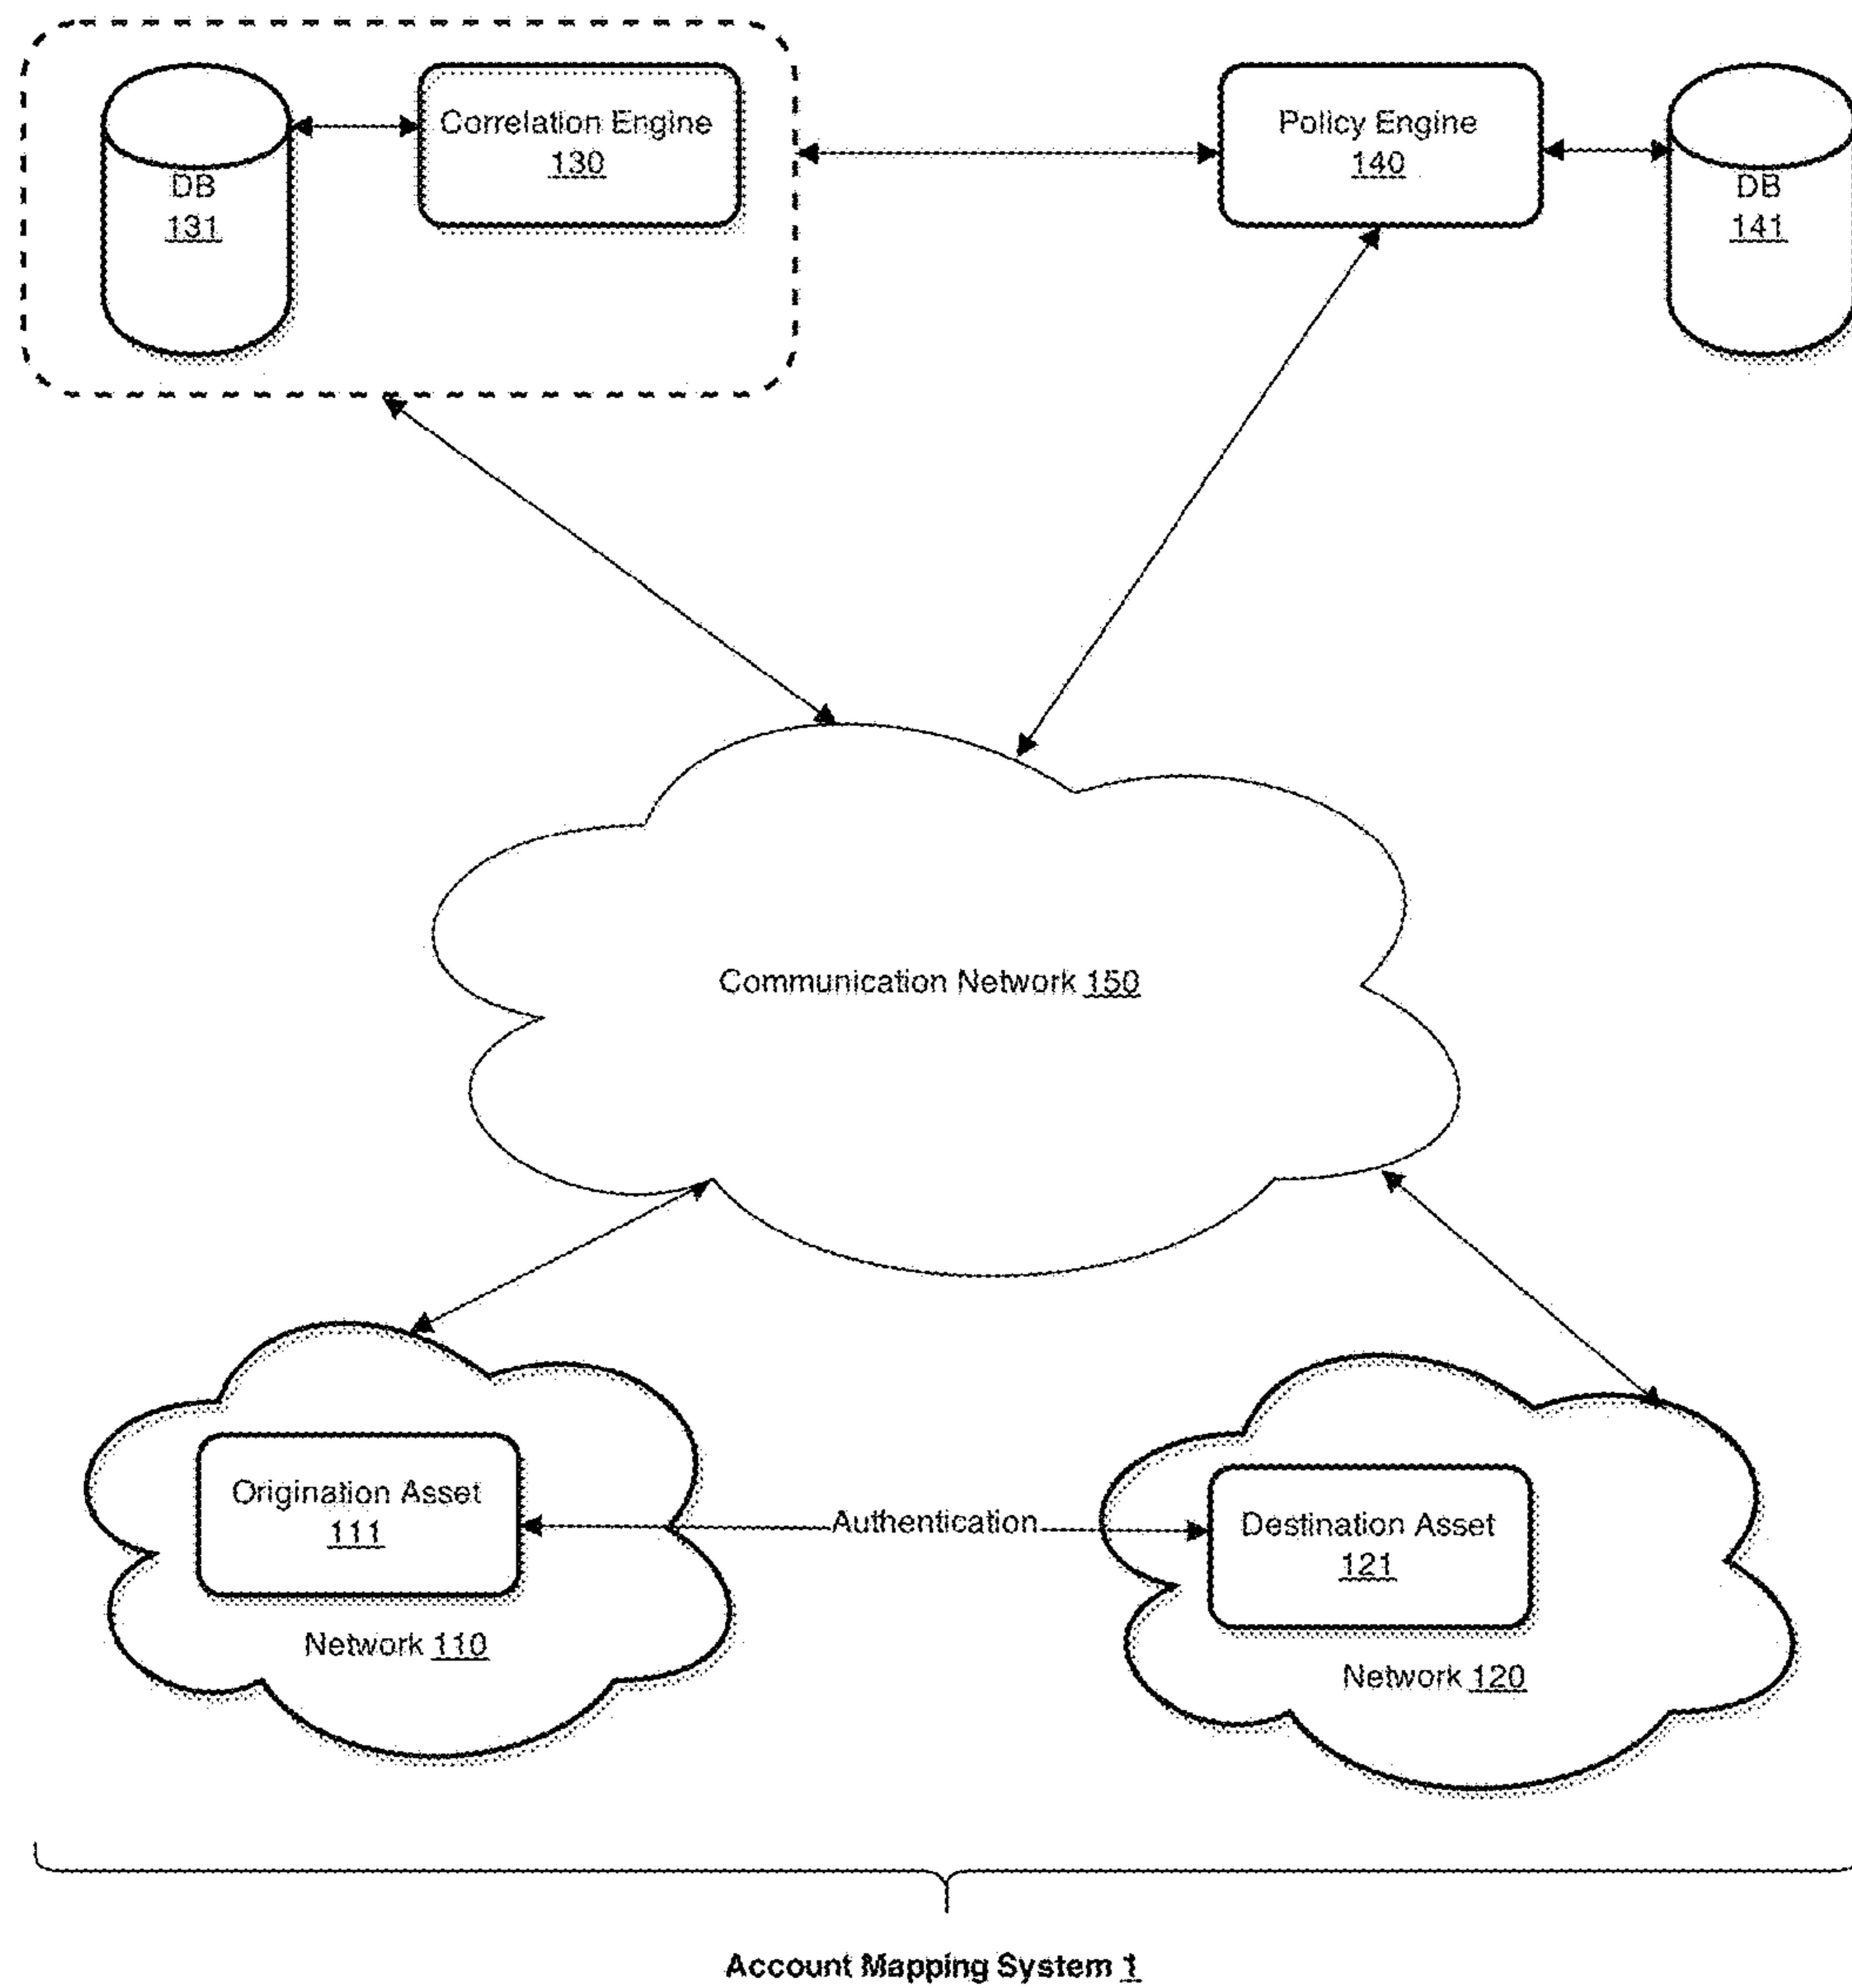 Correlation Engine
130
Policy Engine
140
DB
131
DB
141
Communication Network 150
Origination Asset
111
Authentication
Destination Asset
121
Network 110
Network 120
Account Mapping System 1